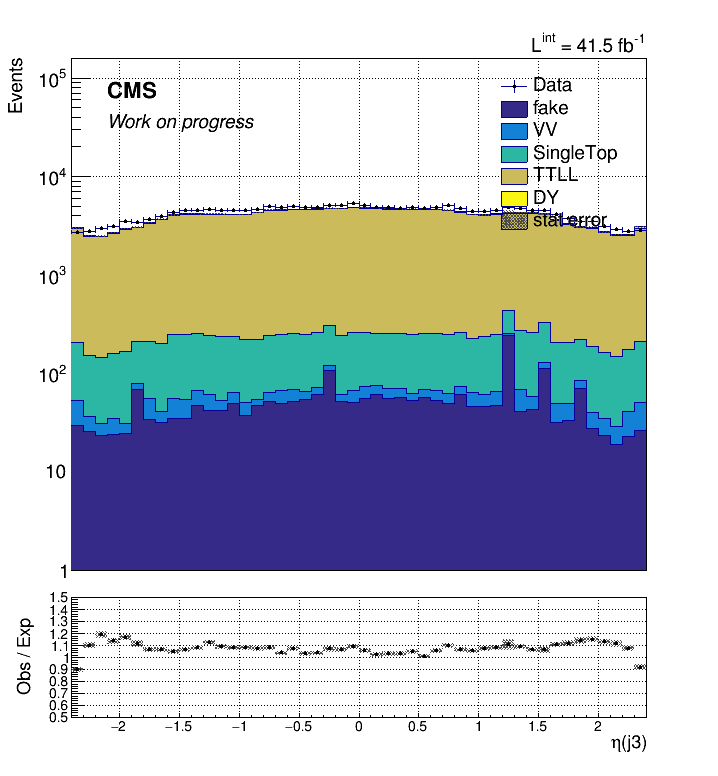 L^int = 41.5 fb^-1
Events
CMS
Work on progress
Data
fake
VV
SingleTop
TTLL
DY
stat error
10^5
10^4
10^3
10^2
10
1
Obs / Exp
1.5
1.4
1.3
1.2
1.1
1
0.9
0.8
0.7
0.6
0.5
−2 −1.5 −1 −0.5 0 0.5 1 1.5 2
η(j3)